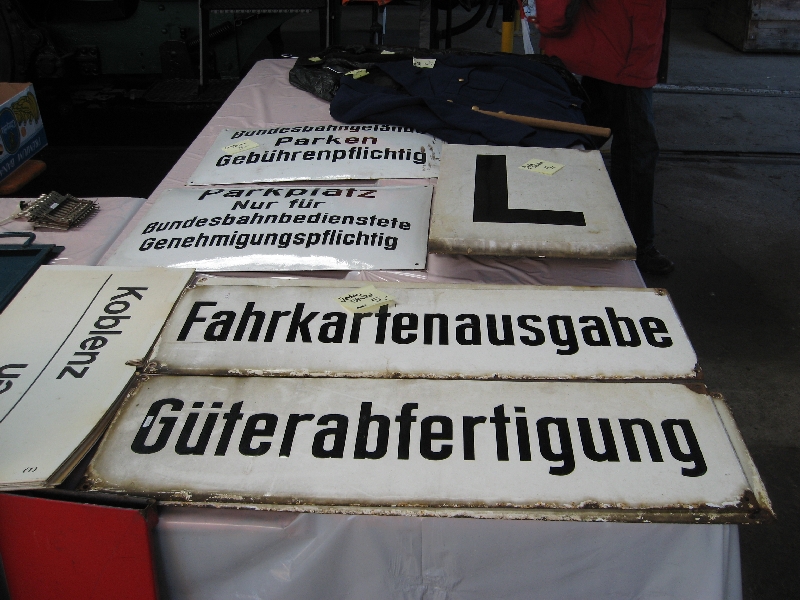 Bundesbahngelände
Parken
Gebührenpflichtig
L
Parkplatz
Nur für
Bundesbahnbedienstete
Genehmigungspflichtig
Koblenz
Fahrkartenausgabe
Güterabfertigung